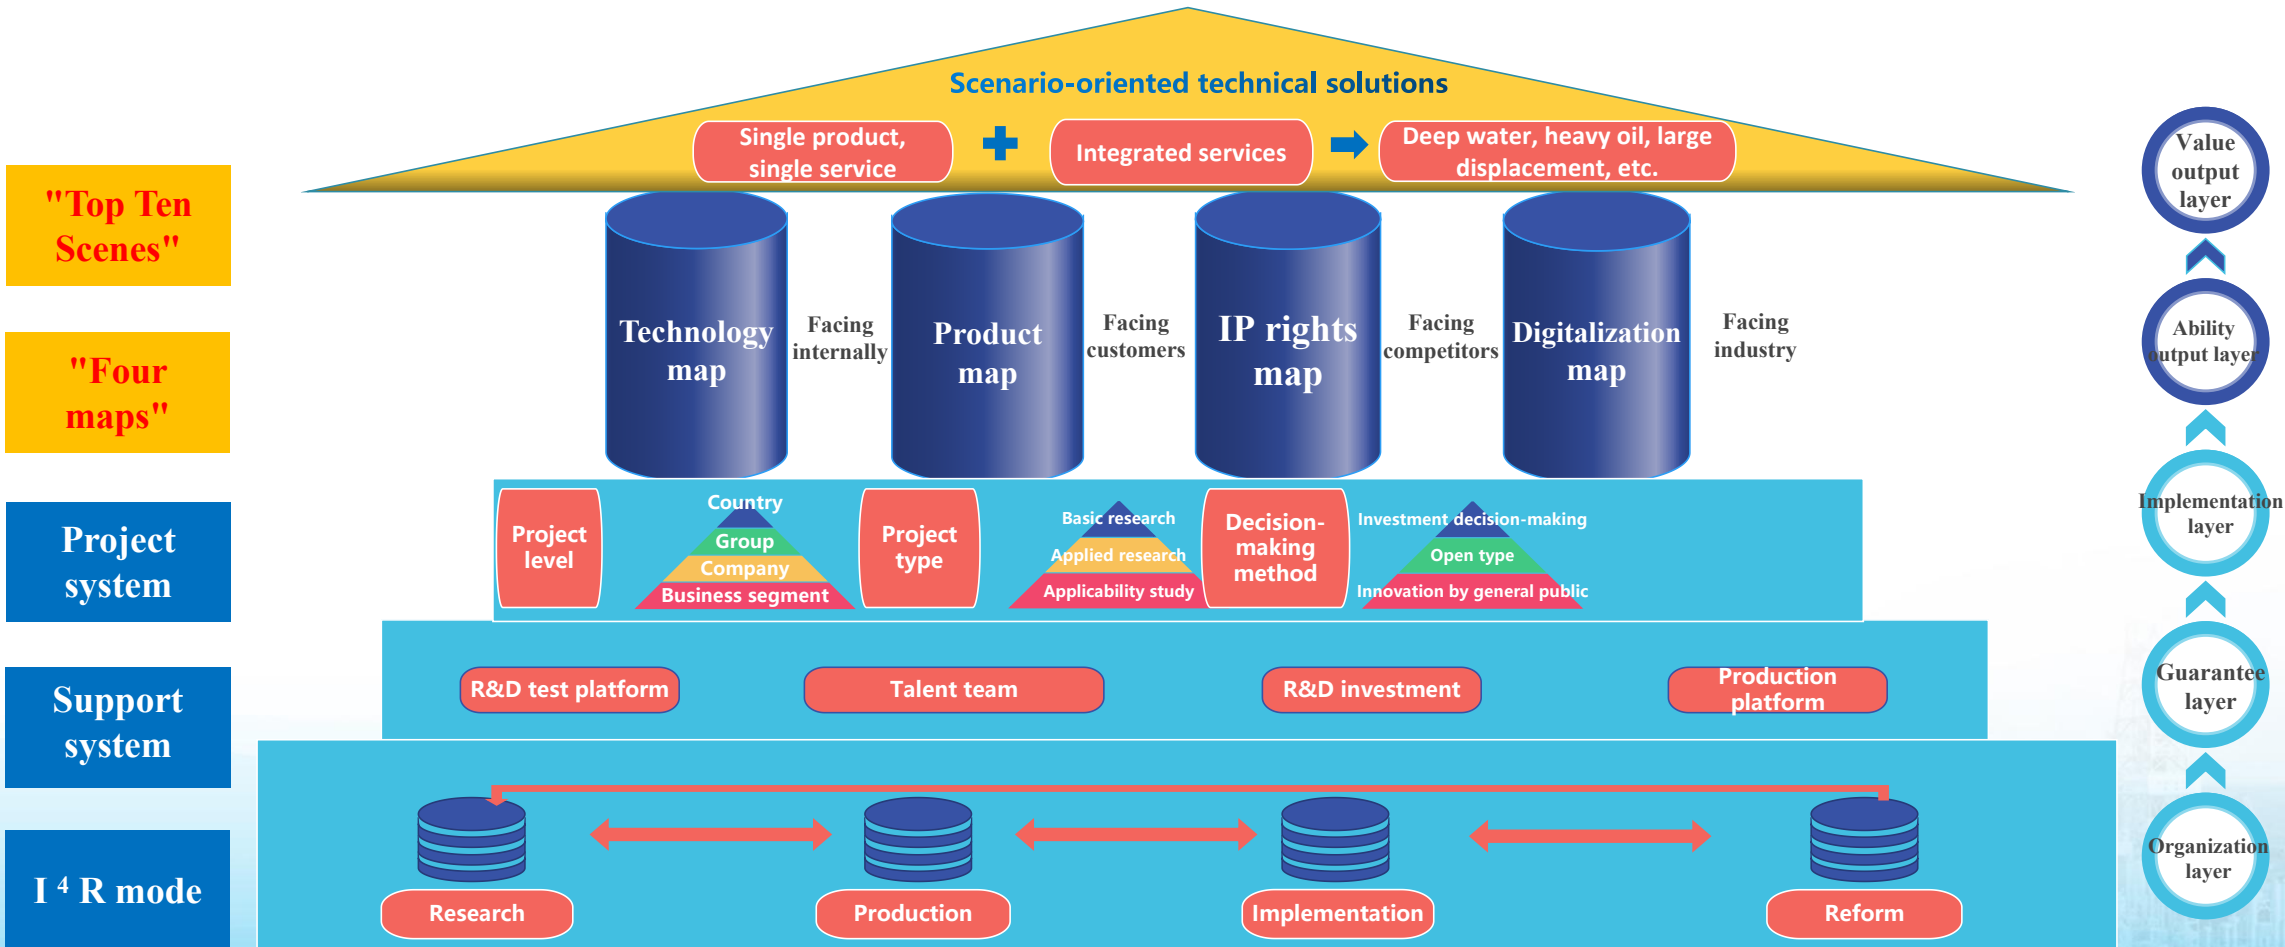 Scenario-oriented technical solutions
Single product,
single service
Integrated services
Deep water, heavy oil, large
displacement, etc.
Value
output
layer
"Top Ten
Scenes"
Technology
map
Facing
internally
Product
map
Facing
customers
IP rights
map
Facing
competitors
Digitalization
map
Facing
industry
Ability
output layer
"Four
maps"
Project
system
Project
level
Country
Group
Company
Business segment
Project
type
Basic research
Applied research
Applicability study
Decision-
making
method
Investment decision-making
Open type
Innovation by general public
Implementation
layer
Support
system
R&D test platform
Talent team
R&D investment
Production
platform
Guarantee
layer
I ⁴ R mode
Research
Production
Implementation
Reform
Organization
layer